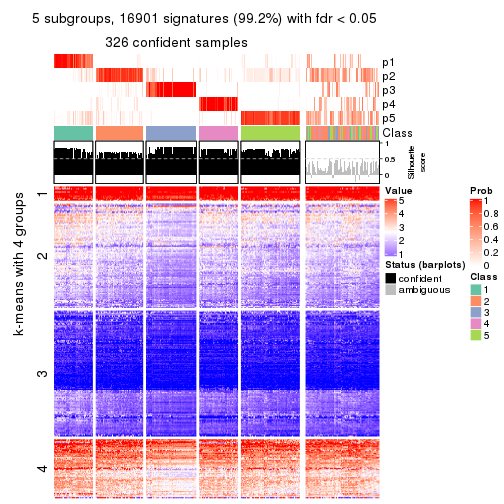 5 subgroups, 16901 signatures (99.2%) with fdr < 0.05
326 confident samples
p1
p2
p3
p4
p5
Class
1
0.5
0
Silhouette
score
k-means with 4 groups
1
2
3
4
Value
5
4
3
2
1
Status (barplots)
confident
ambiguous
Prob
1
0.8
0.6
0.4
0.2
0
Class
1
2
3
4
5